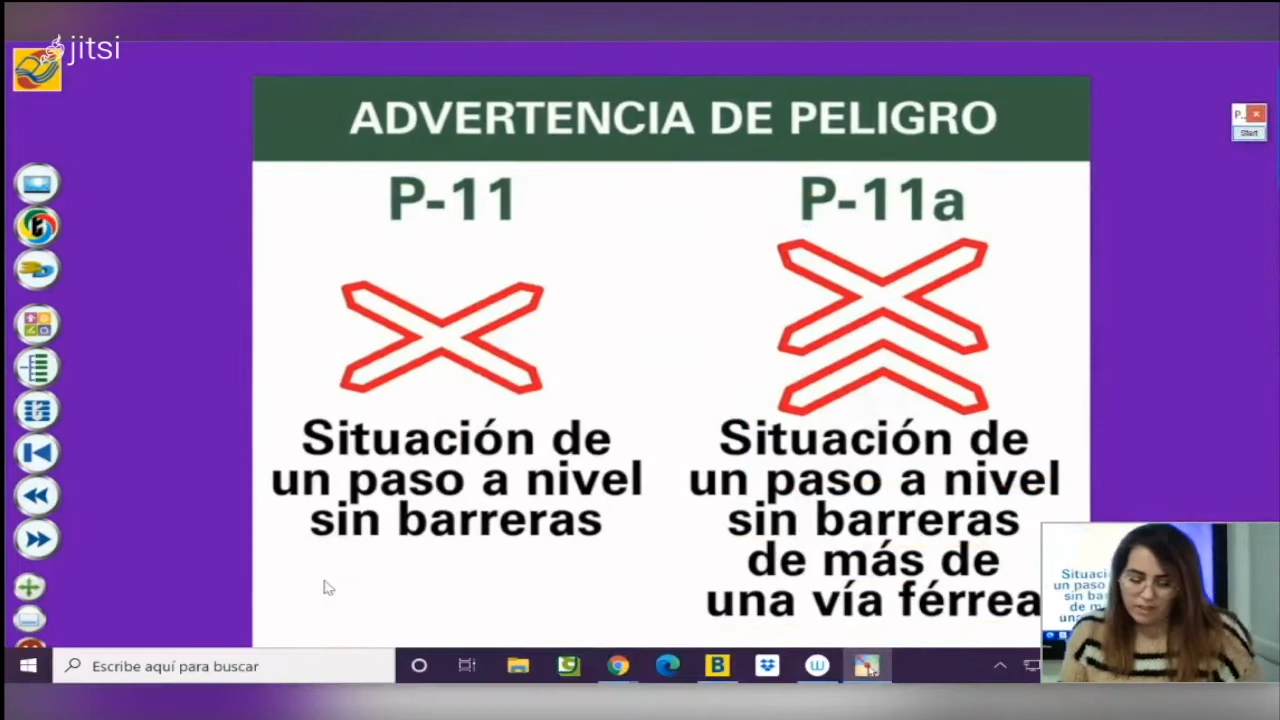 jitsi
ADVERTENCIA DE PELIGRO
P-11
P-11a
Situación de
un paso a nivel
sin barreras
Situación de
un paso a nivel
sin barreras
de más de
una vía férrea
Start
Escribe aquí para buscar